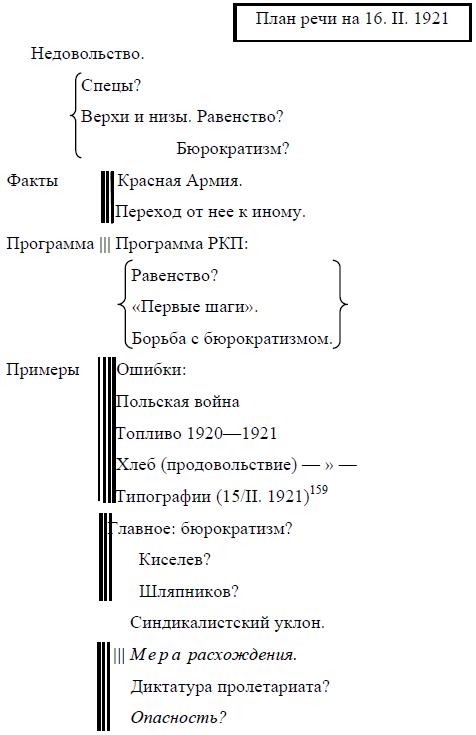 План речи на 16. II. 1921
Недовольство.
Спецы?
Верхи и низы. Равенство?
Бюрократизм?
Факты Красная Армия.
Переход от нее к иному.
Программа ||| Программа РКП:
Равенство?
«Первые шаги».
Борьба с бюрократизмом.
Примеры Ошибки:
Польская война
Топливо 1920—1921
Хлеб (продовольствие) — » —
Типографии (15/II. 1921)159
Главное: бюрократизм?
Киселев?
Шляпников?
Синдикалистский уклон.
||| Мера расхождения.
Диктатура пролетариата?
Опасность?